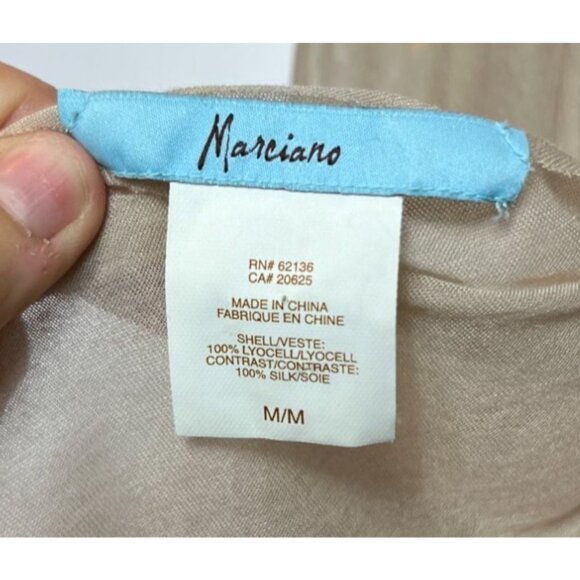 Marciano
RN# 62136
CA# 20625
MADE IN CHINA
FABRIQUE EN CHINE
SHELL/VESTE:
100% LYOCELL/LYOCELL
CONTRAST/CONTRASTE:
100% SILK/SOIE
M/M